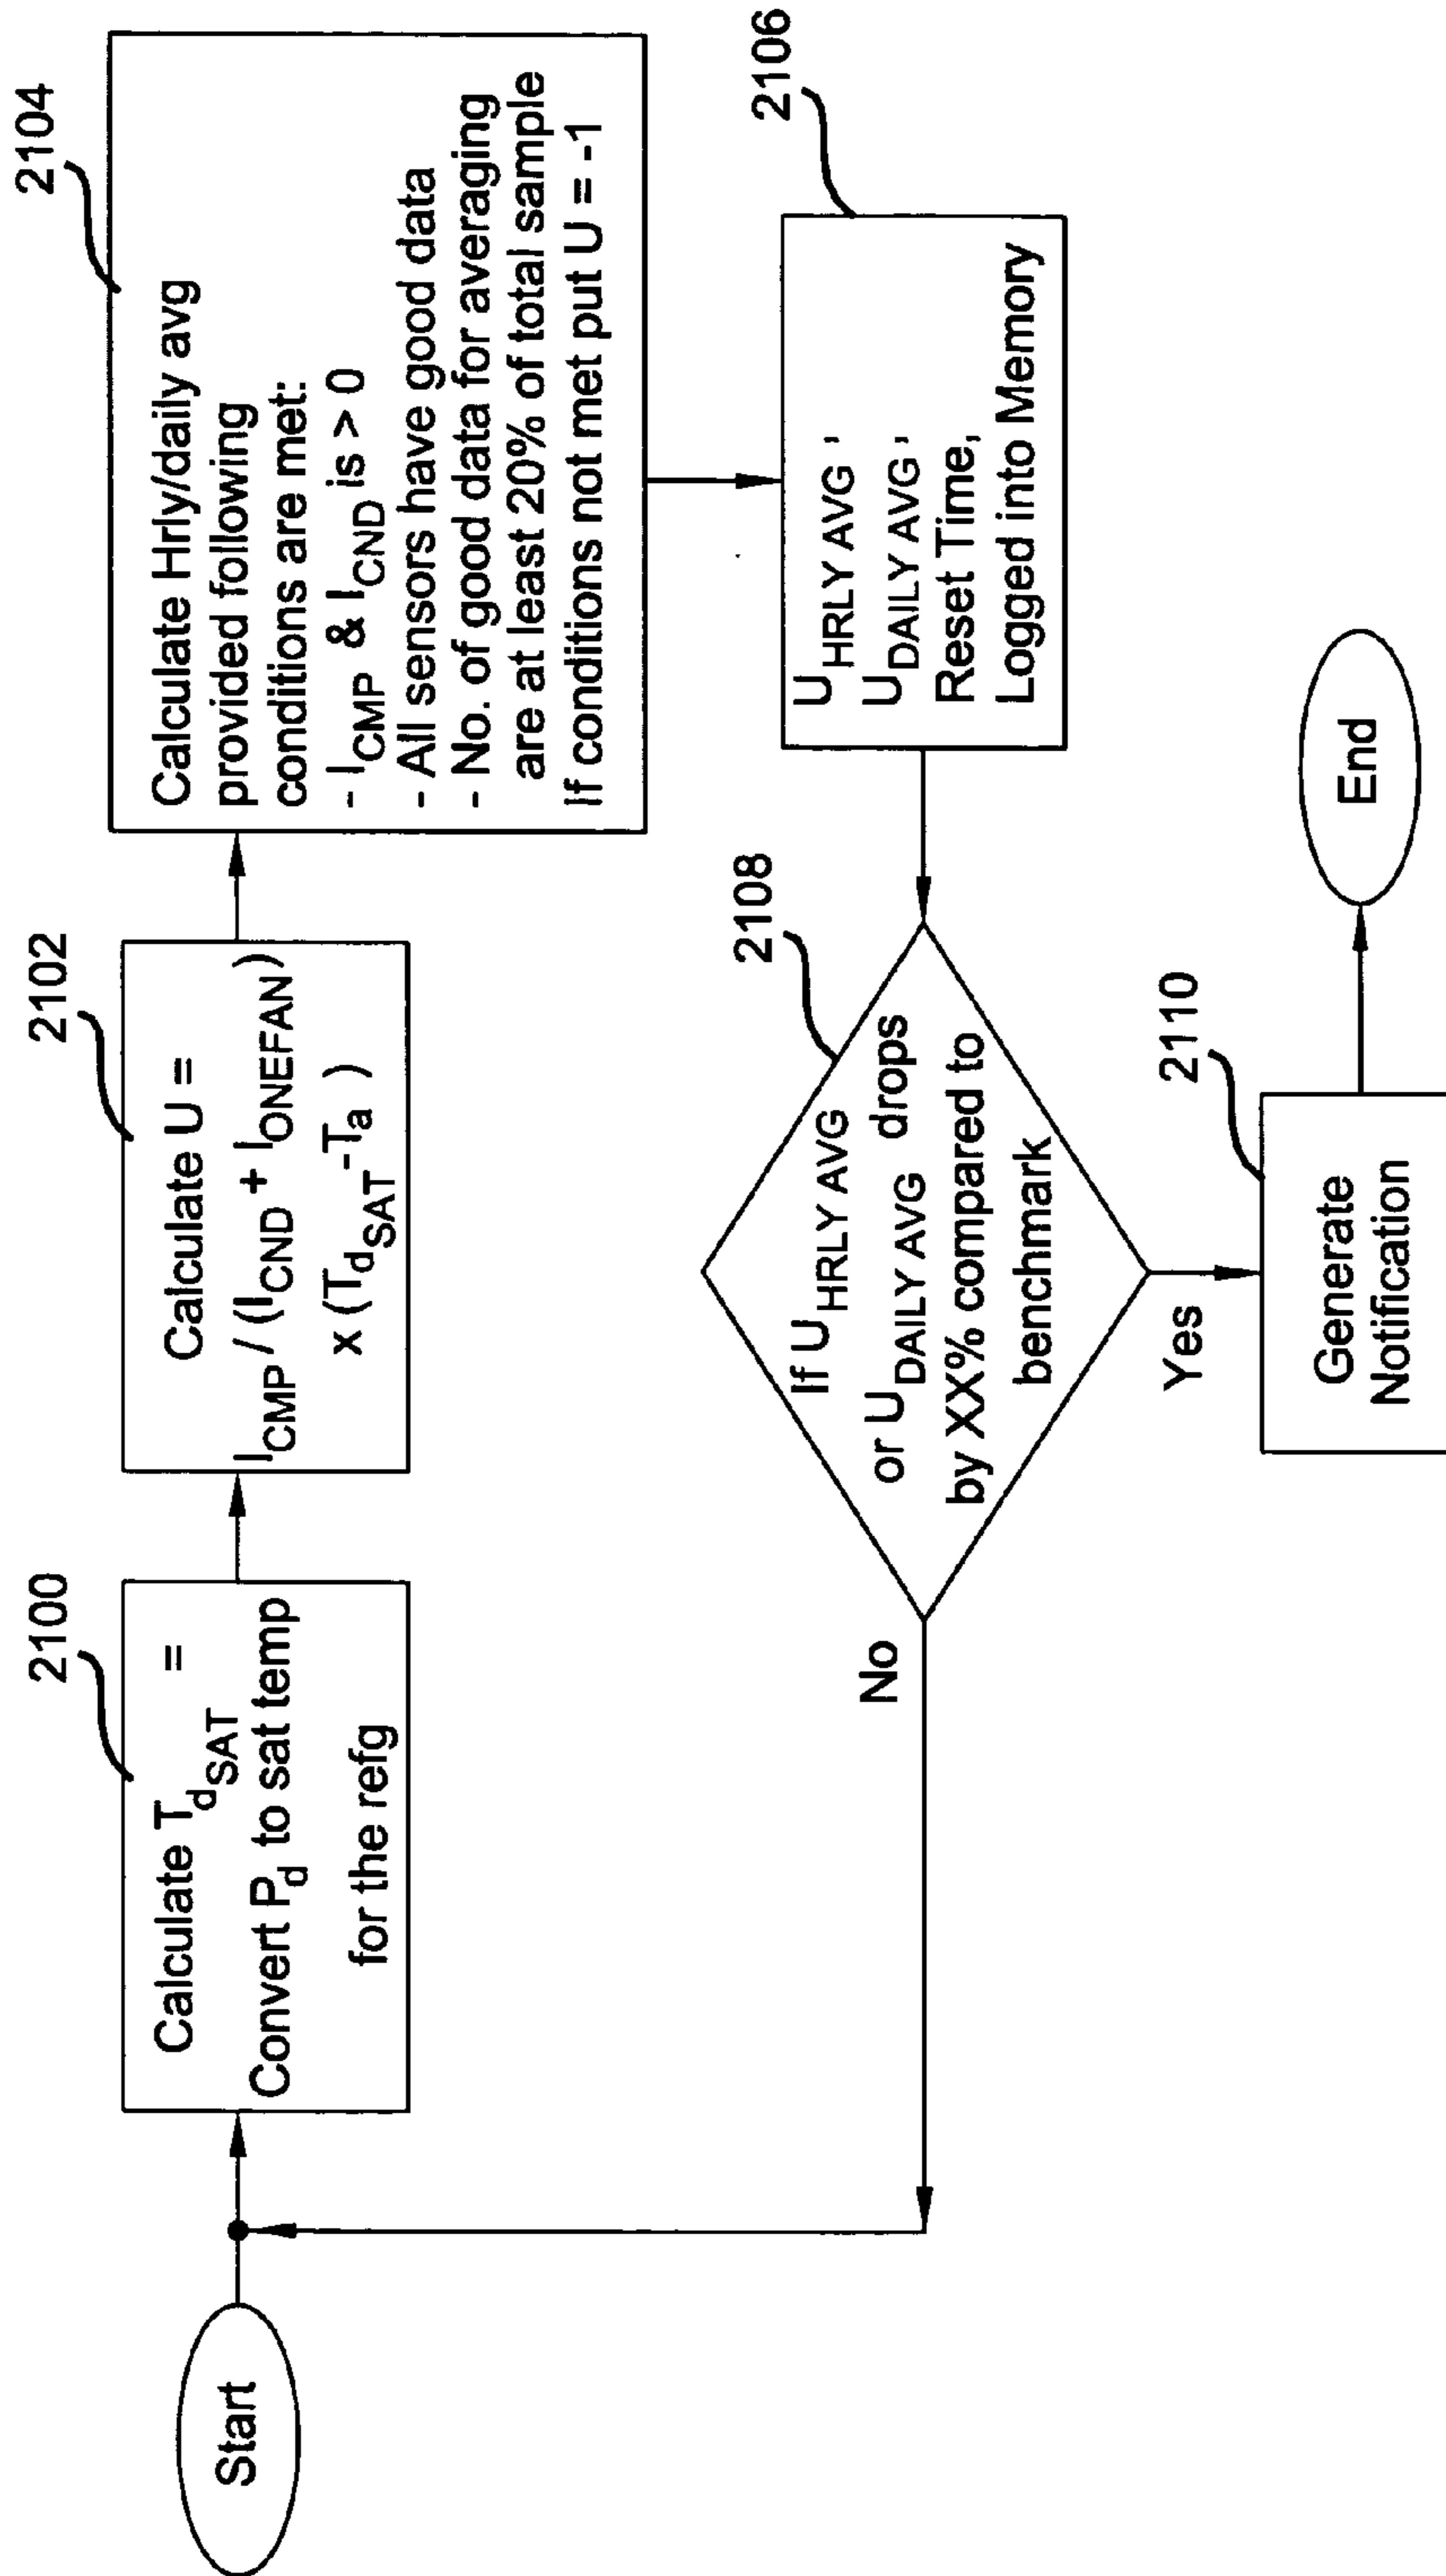 Start
2100
Calculate T_dSAT =
Convert P_d to sat temp
for the refg
2102
Calculate U =
I_CMP / (I_CND + I_ONEFAN)
x (T_dSAT -T_a )
2104
Calculate Hrly/daily avg
provided following
conditions are met:
- I_CMP & I_CND is > 0
- All sensors have good data
- No. of good data for averaging
are at least 20% of total sample
If conditions not met put U = -1
2106
U_HRLY AVG ,
U_DAILY AVG ,
Reset Time,
Logged into Memory
2108
If U_HRLY AVG
or U_DAILY AVG drops
by XX% compared to
benchmark
No
Yes
2110
Generate
Notification
End